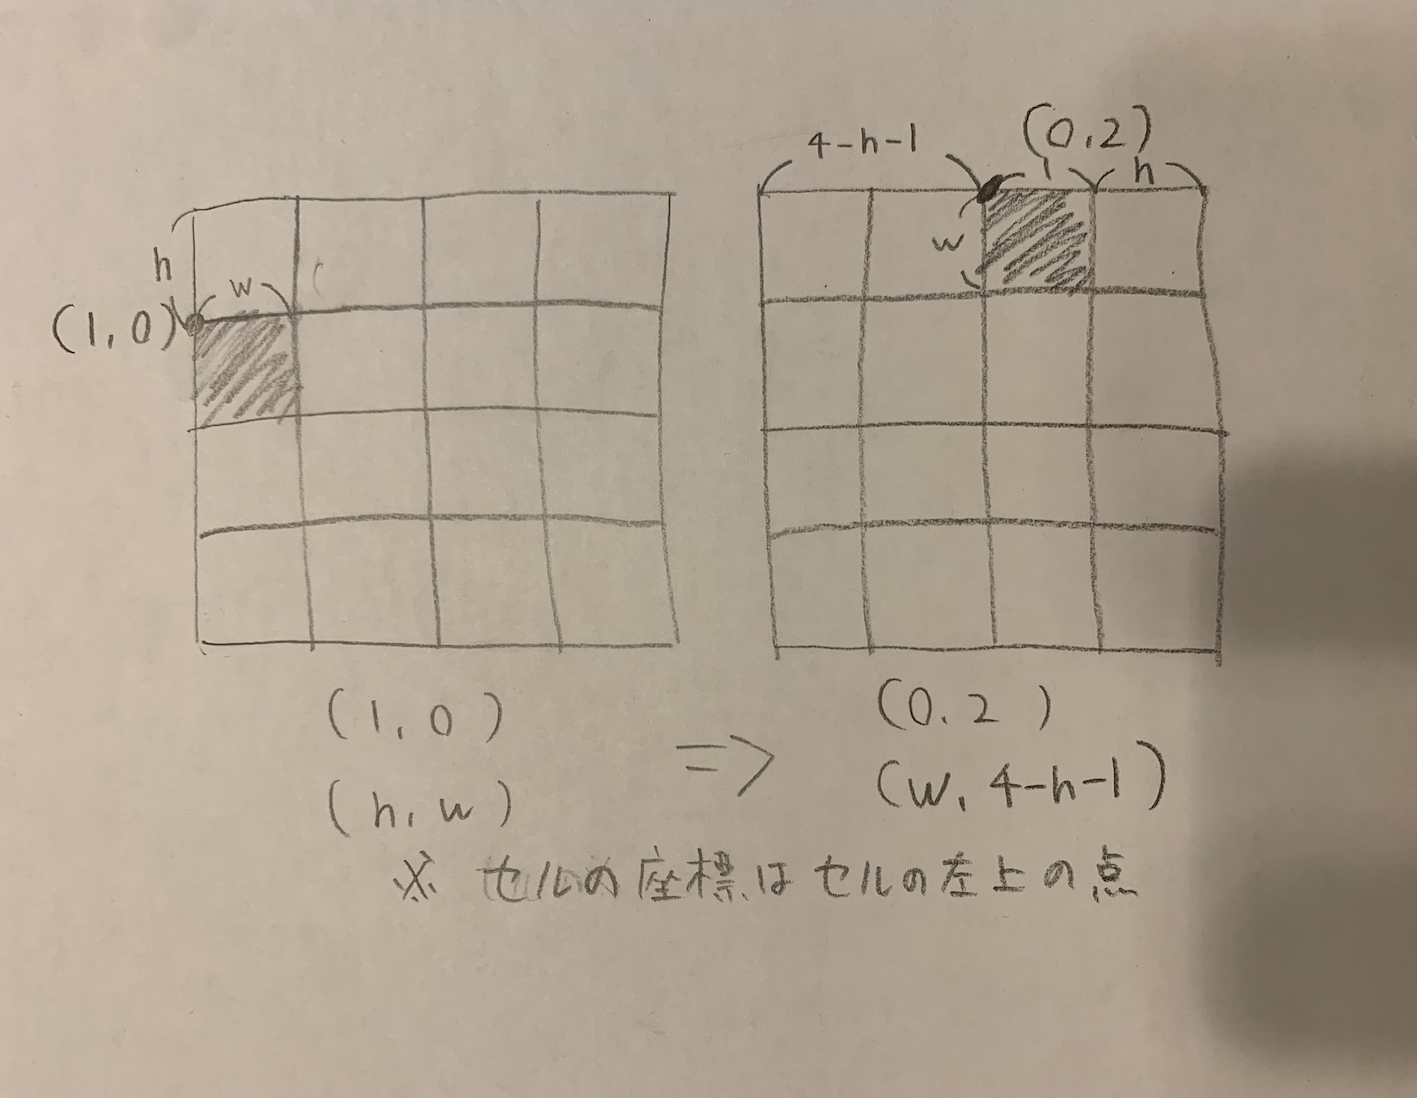 h
w
(1,0)
4-h-1
(0,2)
1
h
w
(1,0)
(h,w)
=>
(0.2)
(w,4-h-1)
※ セルの座標はセルの左上の点